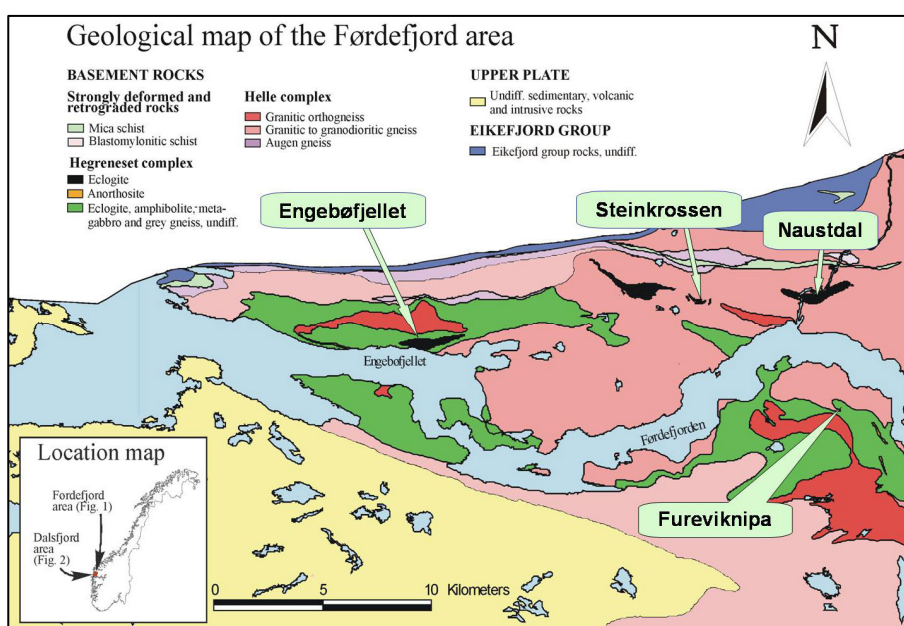 Geological map of the Førdefjord area
N
BASEMENT ROCKS
Strongly deformed and
retrograded rocks
Mica schist
Blastomylonitic schist
Hegreneset complex
Eclogite
Anorthosite
Eclogite, amphibolite, meta-
gabbro and grey gneiss, undiff.
Helle complex
Granitic orthogneiss
Granitic to granodioritic gneiss
Augen gneiss
UPPER PLATE
Undiff. sedimentary, volcanic
and intrusive rocks
EIKEFJORD GROUP
Eikefjord group rocks, undiff.
Engebøfjellet
Steinkrossen
Naustdal
Engebøfjellet
Førdefjorden
Fureviknipa
Location map
Førdefjord
area (Fig. 1)
Dalsfjord
area
(Fig. 2)
0 5 10 Kilometers